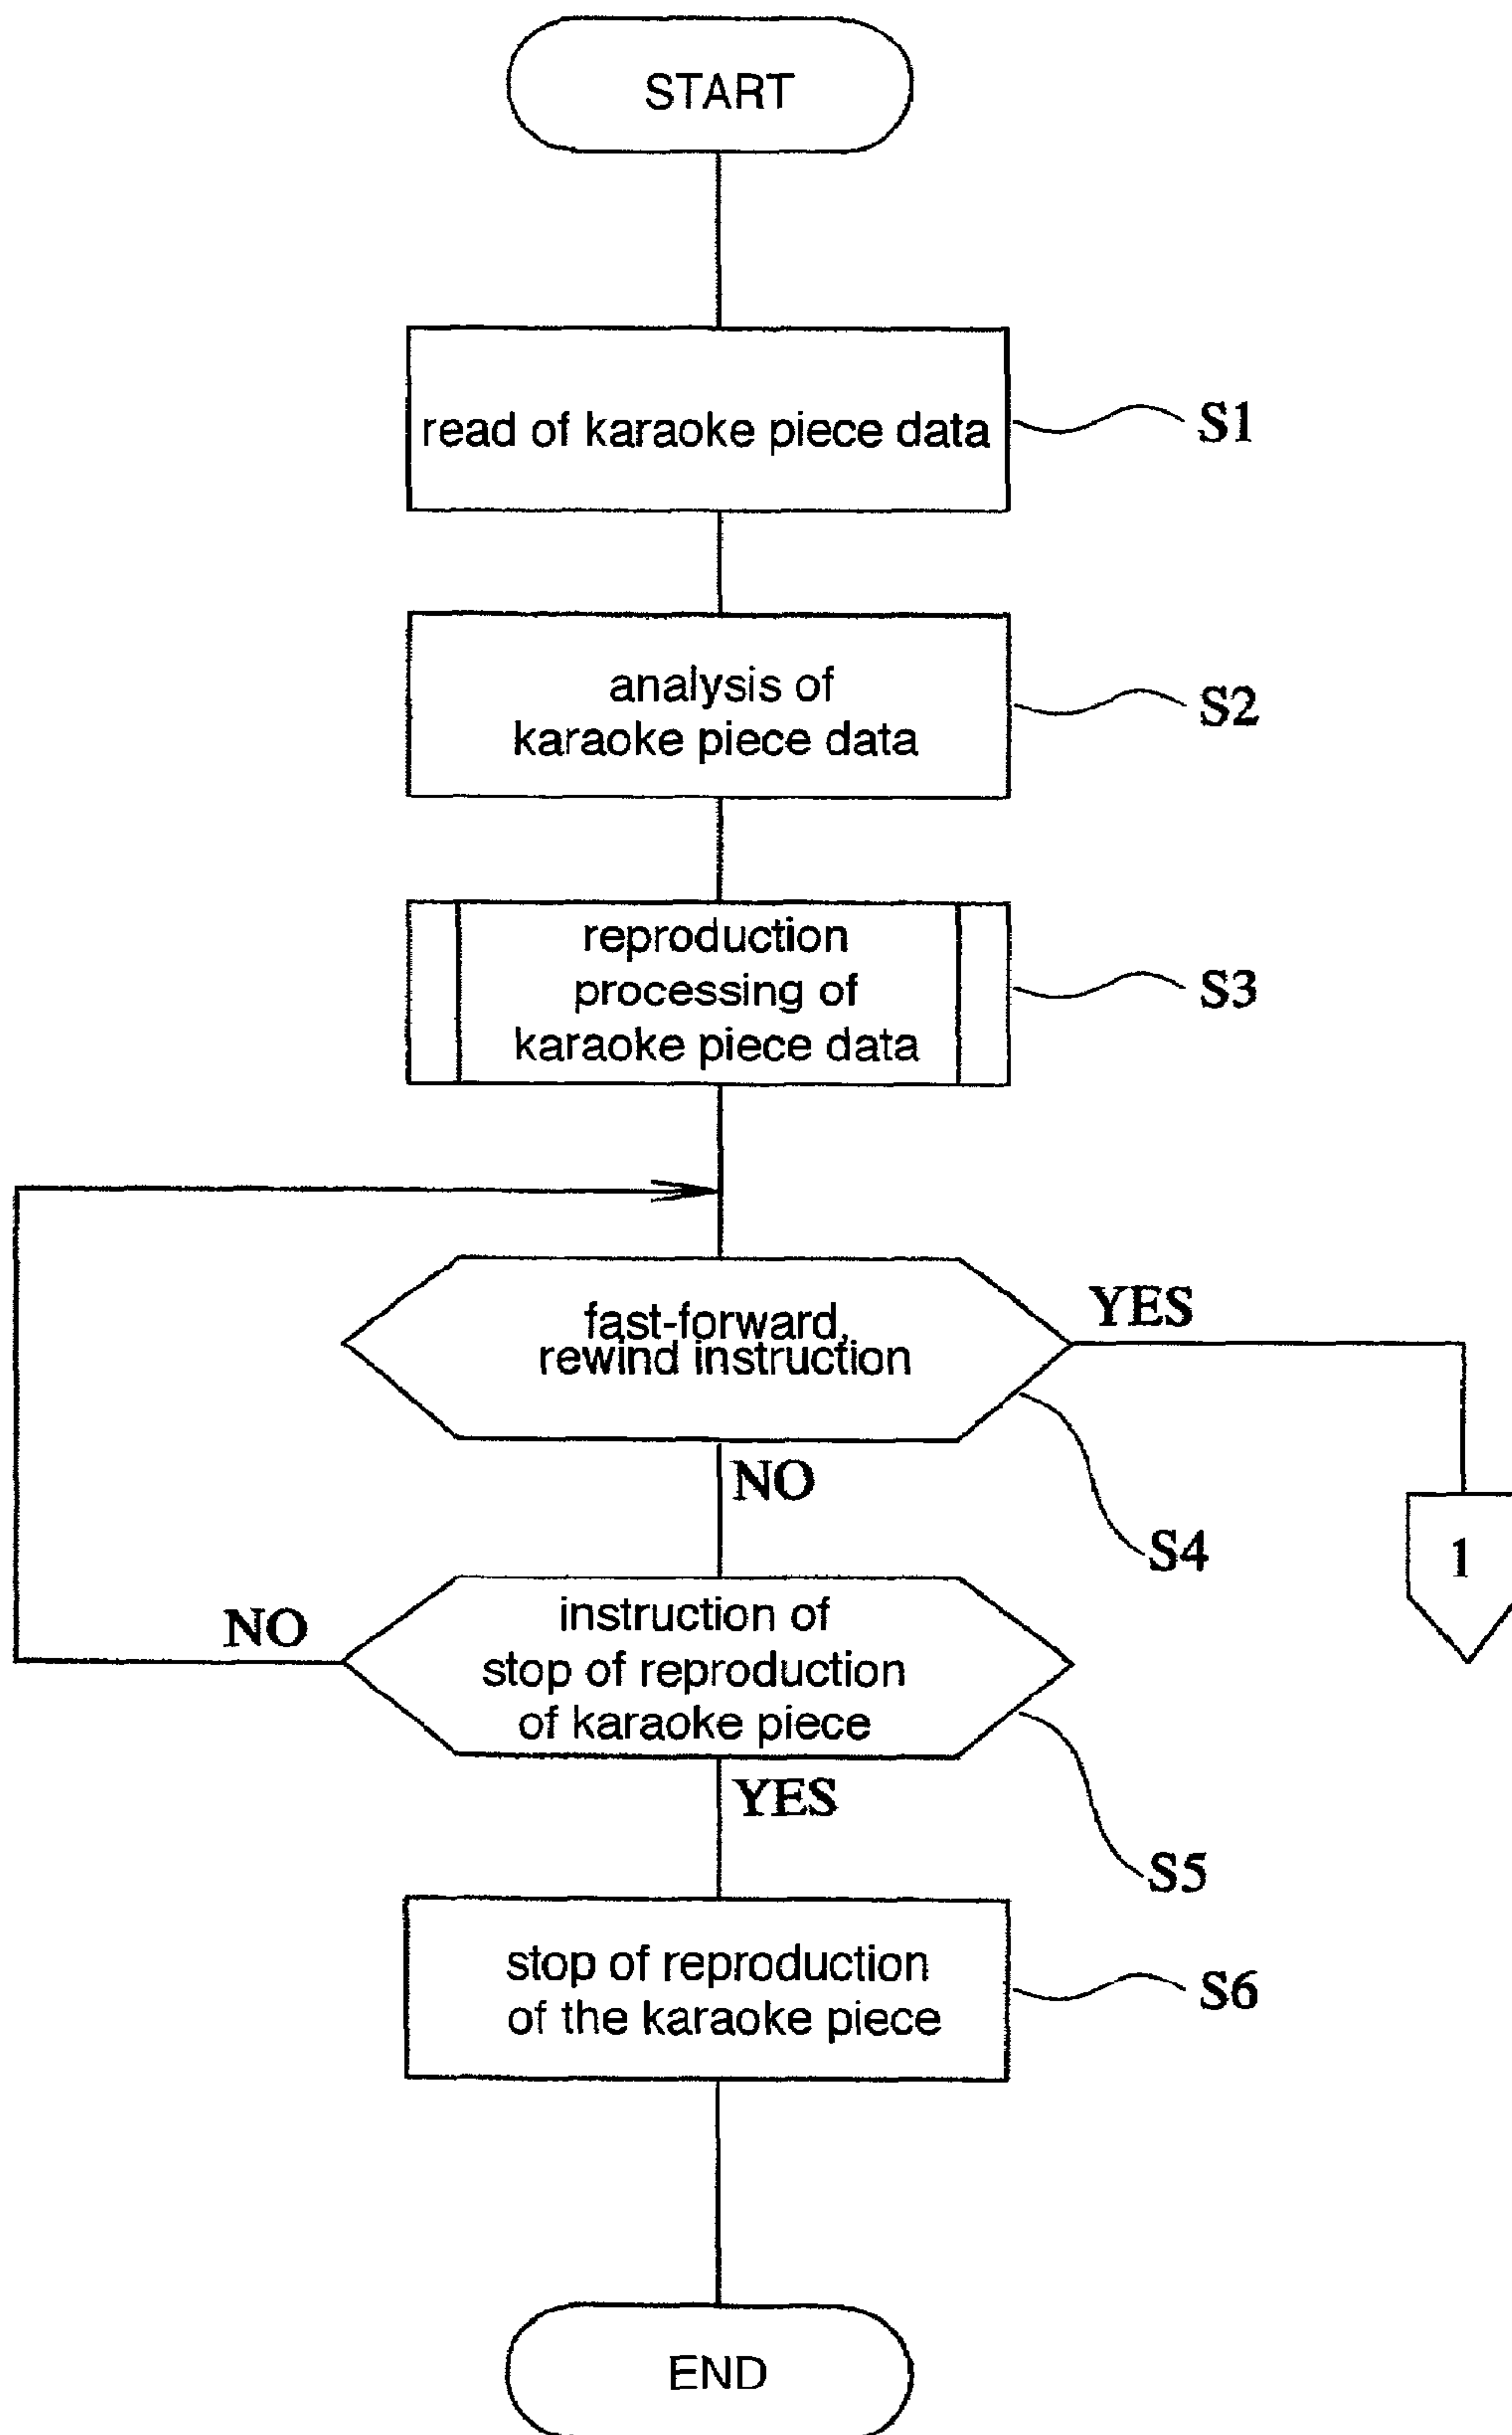 START
read of karaoke piece data
S1
analysis of
karaoke piece data
S2
reproduction
processing of
karaoke piece data
S3
fast-forward,
rewind instruction
YES
NO
S4
1
instruction of
stop of reproduction
of karaoke piece
NO
YES
S5
stop of reproduction
of the karaoke piece
S6
END